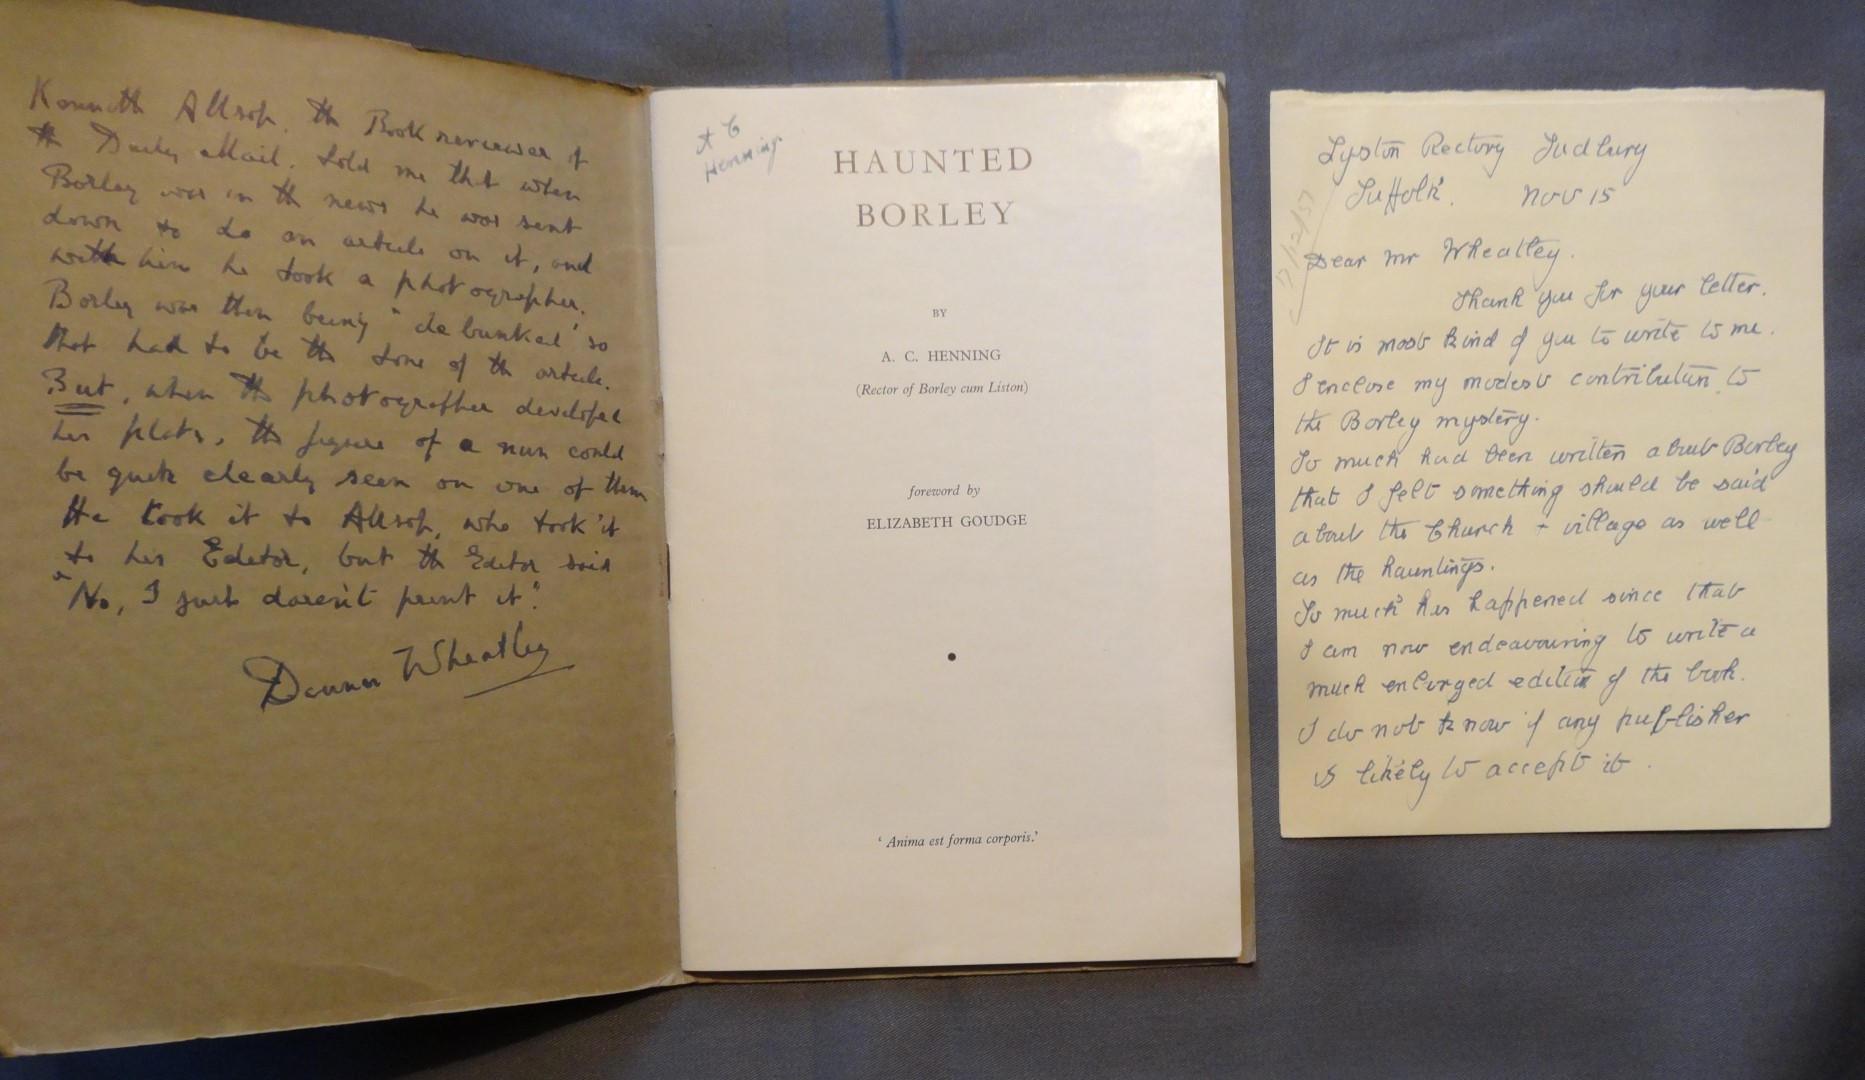 Kenneth Allsop, the Book reviewer of
the Daily Mail, told me that when
Borley was in the news he was sent
down to do an article on it, and
with him he took a photographer.
Borley was then being "debunked" so
that had to be the tone of the article.
But, when the photographer developed
his plates, the figure of a nun could
be quite clearly seen on one of them
He took it to Allsop, who took it
to his Editor, but the Editor said
"No, I just daren't print it".
Dennis Wheatley
A C
Henning.
HAUNTED
BORLEY
BY
A. C. HENNING
(Rector of Borley cum Liston)
foreword by
ELIZABETH GOUDGE
‘ Anima est forma corporis.’
Lyston Rectory Sudbury
Suffolk. Nov 15
/12/57
Dear Mr Wheatley.
Thank you for your letter.
It is most kind of you to write to me.
I enclose my modest contribution to
the Borley mystery.
So much had been written about Borley
that I felt something should be said
about the Church + village as well
as the hauntings.
So much has happened since that
I am now endeavouring to write a
much enlarged edition of the book.
I do not know if any publisher
is likely to accept it.